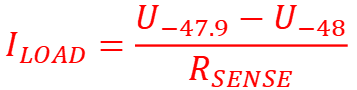 I_LOAD = (U_−47.9 − U_−48) / R_SENSE